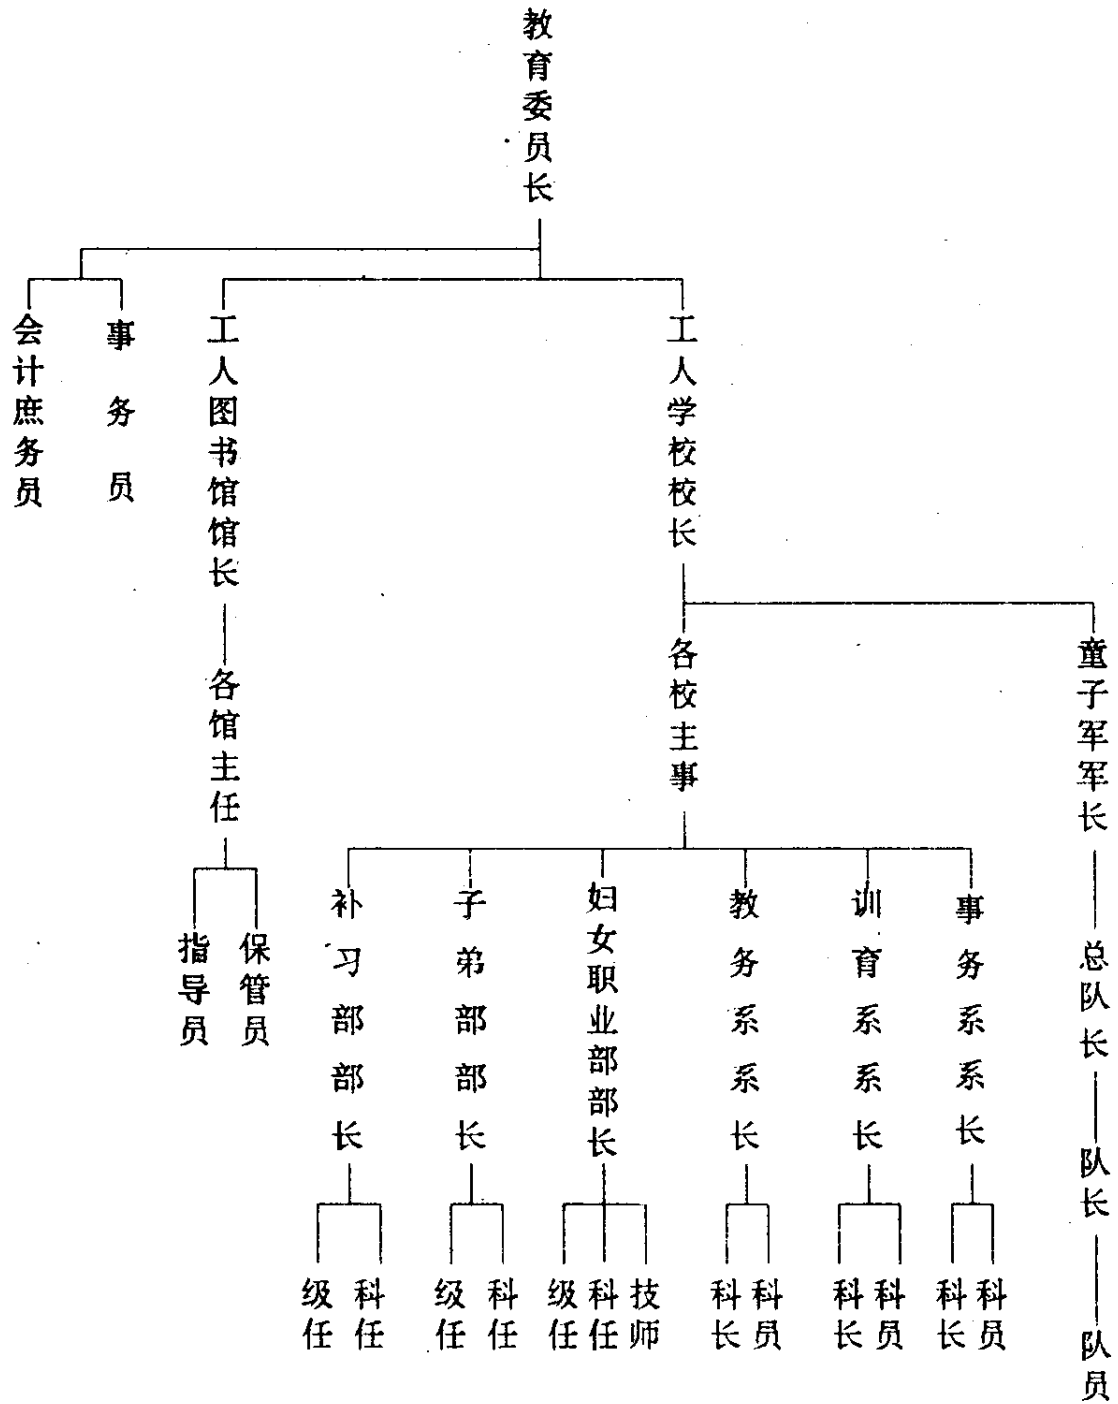 教育委员长
会计庶务员
事务员
工人图书馆馆长
工人学校校长
各馆主任
各校主事
童子军军长
指导员
保管员
补习部部长
子弟部部长
妇女职业部部长
教务系系长
训育系系长
事务系系长
总队长
队长
队员
级任
科任
级任
科任
级任
科任
技师
科长
科员
科长
科员
科长
科员